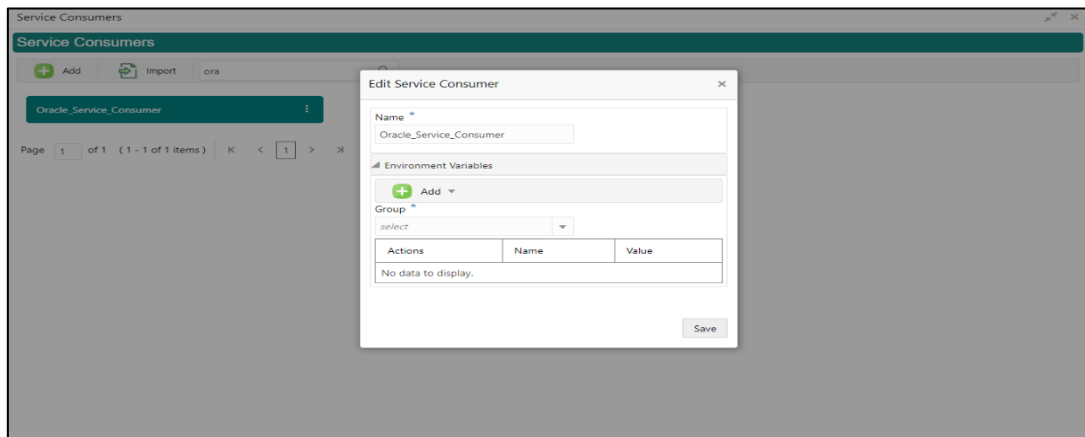 Service Consumers
Service Consumers
Add Import ora
Oracle_Service_Consumer
Page 1 of 1 ( 1 - 1 of 1 items ) K < 1 > >|
Edit Service Consumer
Name *
Oracle_Service_Consumer
Environment Variables
Add
Group *
select
Actions Name Value
No data to display.
Save